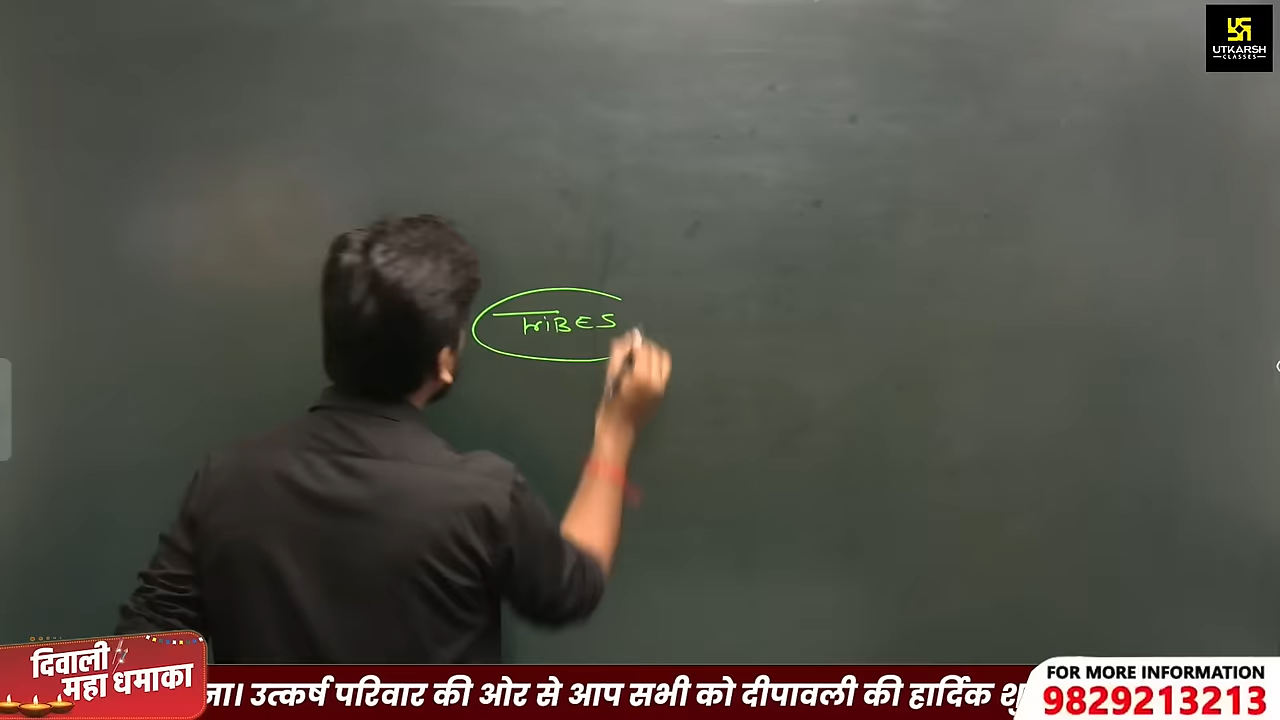 UTKARSH
CLASSES
TriBES
दिवाली
महा धमाका
उत्कर्ष परिवार की ओर से आप सभी को दीपावली की हार्दिक
FOR MORE INFORMATION
9829213213